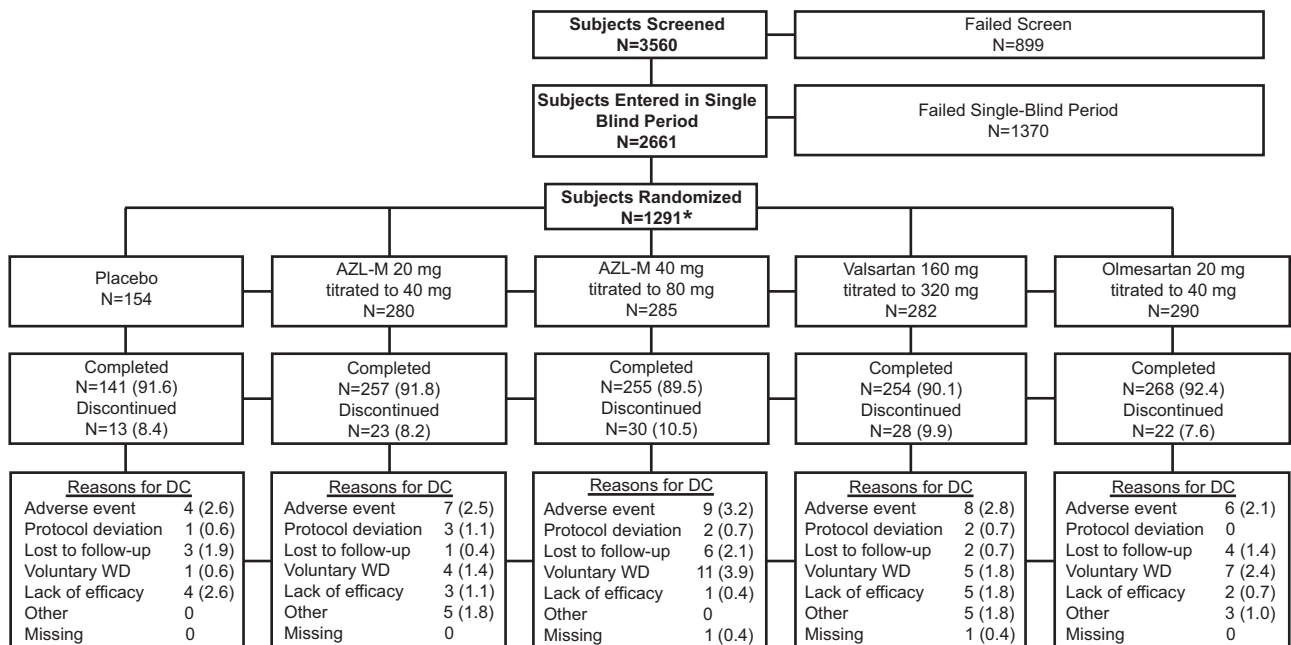 Subjects Screened
N=3560
Failed Screen
N=899
Subjects Entered in Single
Blind Period
N=2661
Failed Single-Blind Period
N=1370
Subjects Randomized
N=1291*
Placebo
N=154
AZL-M 20 mg
titrated to 40 mg
N=280
AZL-M 40 mg
titrated to 80 mg
N=285
Valsartan 160 mg
titrated to 320 mg
N=282
Olmesartan 20 mg
titrated to 40 mg
N=290
Completed
N=141 (91.6)
Discontinued
N=13 (8.4)
Completed
N=257 (91.8)
Discontinued
N=23 (8.2)
Completed
N=255 (89.5)
Discontinued
N=30 (10.5)
Completed
N=254 (90.1)
Discontinued
N=28 (9.9)
Completed
N=268 (92.4)
Discontinued
N=22 (7.6)
Reasons for DC
Adverse event 4 (2.6)
Protocol deviation 1 (0.6)
Lost to follow-up 3 (1.9)
Voluntary WD 1 (0.6)
Lack of efficacy 4 (2.6)
Other 0
Missing 0
Reasons for DC
Adverse event 7 (2.5)
Protocol deviation 3 (1.1)
Lost to follow-up 1 (0.4)
Voluntary WD 4 (1.4)
Lack of efficacy 3 (1.1)
Other 5 (1.8)
Missing 0
Reasons for DC
Adverse event 9 (3.2)
Protocol deviation 2 (0.7)
Lost to follow-up 6 (2.1)
Voluntary WD 11 (3.9)
Lack of efficacy 1 (0.4)
Other 0
Missing 1 (0.4)
Reasons for DC
Adverse event 8 (2.8)
Protocol deviation 2 (0.7)
Lost to follow-up 2 (0.7)
Voluntary WD 5 (1.8)
Lack of efficacy 5 (1.8)
Other 5 (1.8)
Missing 1 (0.4)
Reasons for DC
Adverse event 6 (2.1)
Protocol deviation 0
Lost to follow-up 4 (1.4)
Voluntary WD 7 (2.4)
Lack of efficacy 2 (0.7)
Other 3 (1.0)
Missing 0